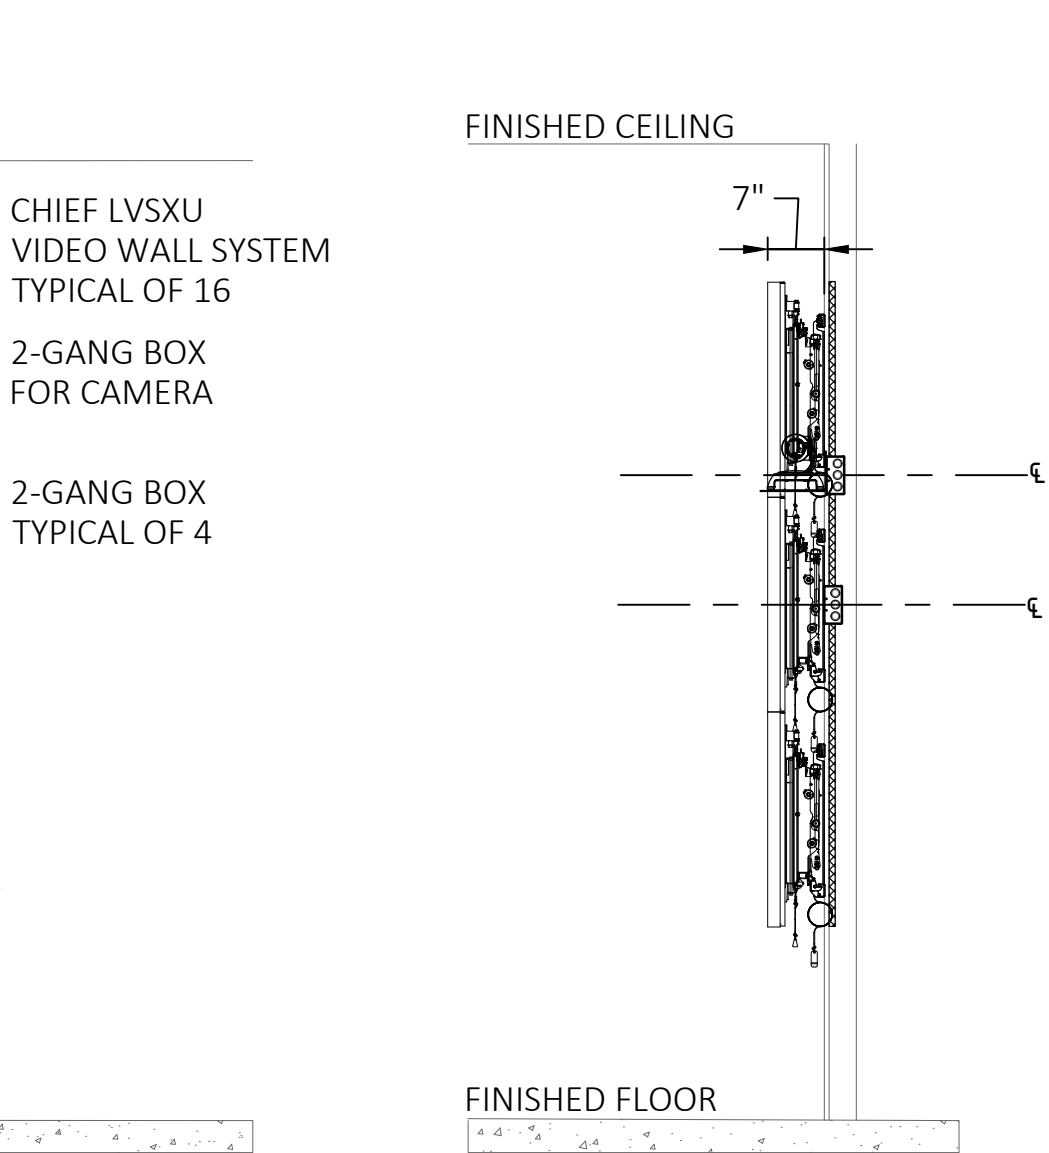 FINISHED CEILING
7"
CHIEF LVSXU
VIDEO WALL SYSTEM
TYPICAL OF 16
2-GANG BOX
FOR CAMERA
2-GANG BOX
TYPICAL OF 4
℄
℄
FINISHED FLOOR